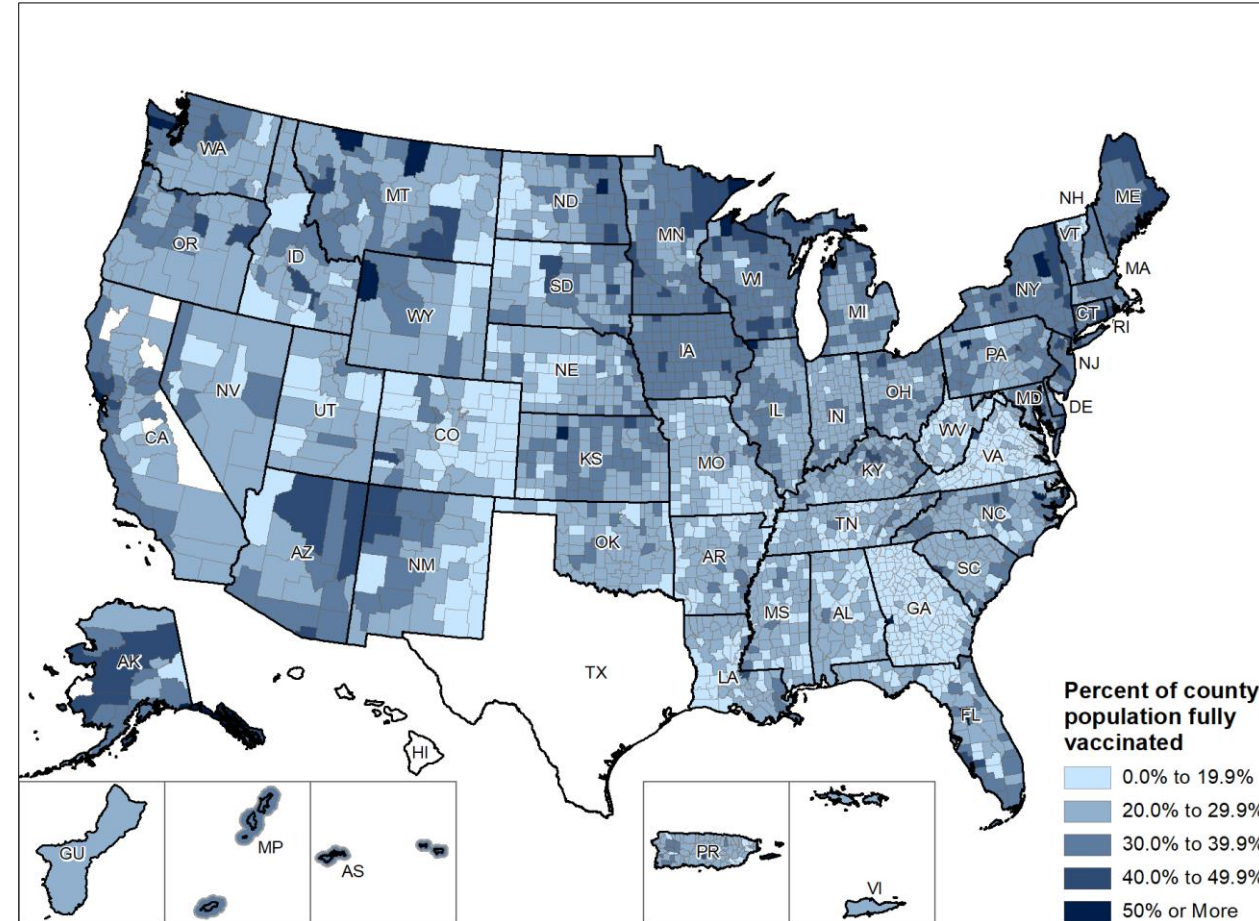 WA
MT
ND
MN
OR
ID
WY
SD
WI
MI
NH
VT
ME
MA
NY
CT
RI
NV
UT
CO
NE
IA
IL
IN
OH
PA
NJ
MD
DE
CA
KS
MO
KY
WV
VA
AZ
NM
OK
AR
TN
NC
SC
MS
AL
GA
LA
TX
FL
AK
HI
GU
MP
AS
PR
VI
Percent of county
population fully
vaccinated
0.0% to 19.9%
20.0% to 29.9%
30.0% to 39.9%
40.0% to 49.9%
50% or More